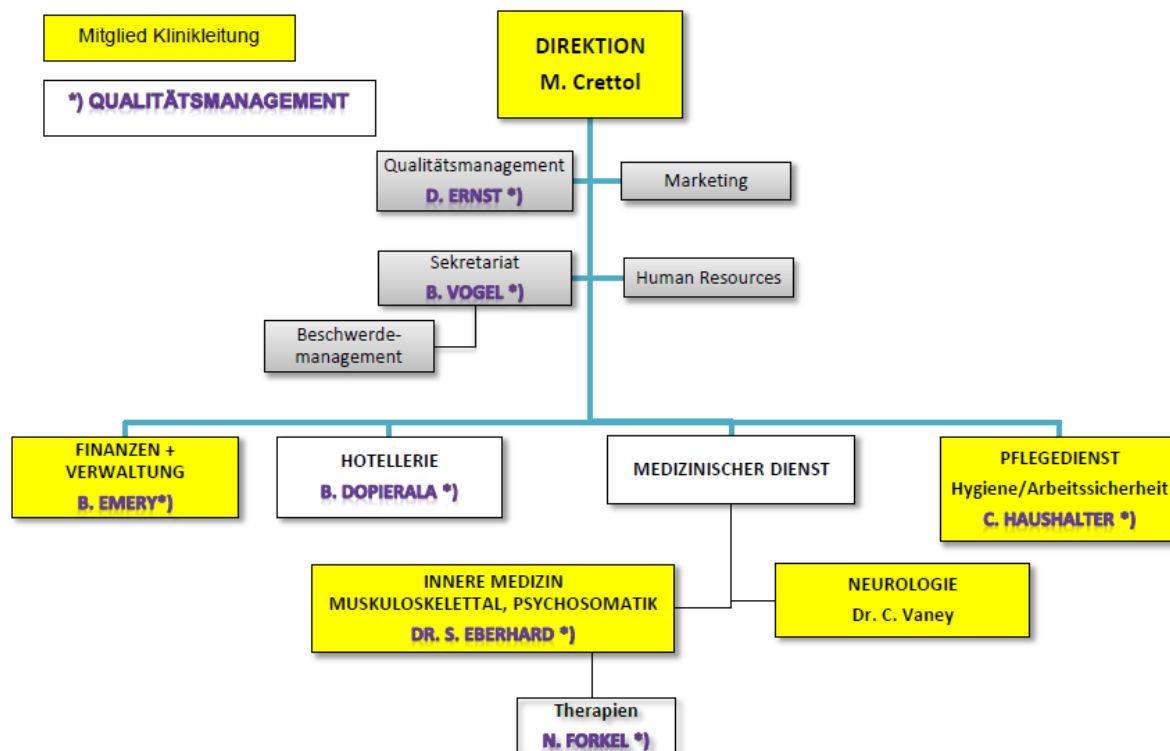 Mitglied Klinikleitung
*) QUALITÄTSMANAGEMENT
DIREKTION
M. Crettol
Qualitätsmanagement
D. ERNST *)
Marketing
Sekretariat
B. VOGEL *)
Human Resources
Beschwerde-
management
FINANZEN +
VERWALTUNG
B. EMERY*)
HOTELLERIE
B. DOPIERALA *)
MEDIZINISCHER DIENST
PFLEGEDIENST
Hygiene/Arbeitssicherheit
C. HAUSHALTER *)
INNERE MEDIZIN
MUSKULOSKELETTAL, PSYCHOSOMATIK
DR. S. EBERHARD *)
NEUROLOGIE
Dr. C. Vaney
Therapien
N. FORKEL *)